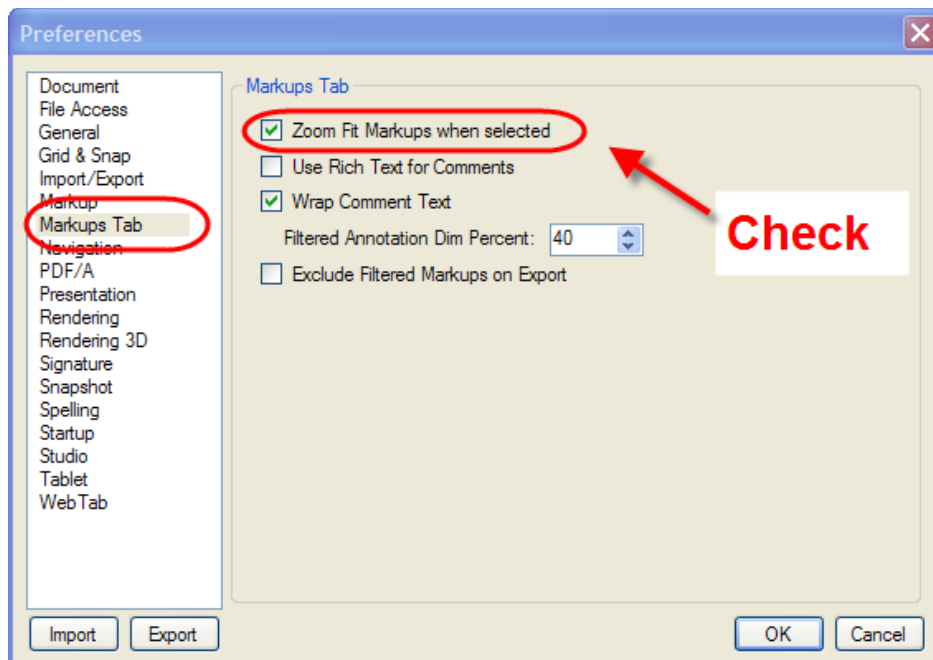 Preferences
Document
File Access
General
Grid & Snap
Import/Export
Markup
Markups Tab
Navigation
PDF/A
Presentation
Rendering
Rendering 3D
Signature
Snapshot
Spelling
Startup
Studio
Tablet
WebTab
Markups Tab
Zoom Fit Markups when selected
Use Rich Text for Comments
Wrap Comment Text
Filtered Annotation Dim Percent: 40
Exclude Filtered Markups on Export
Check
Import Export OK Cancel